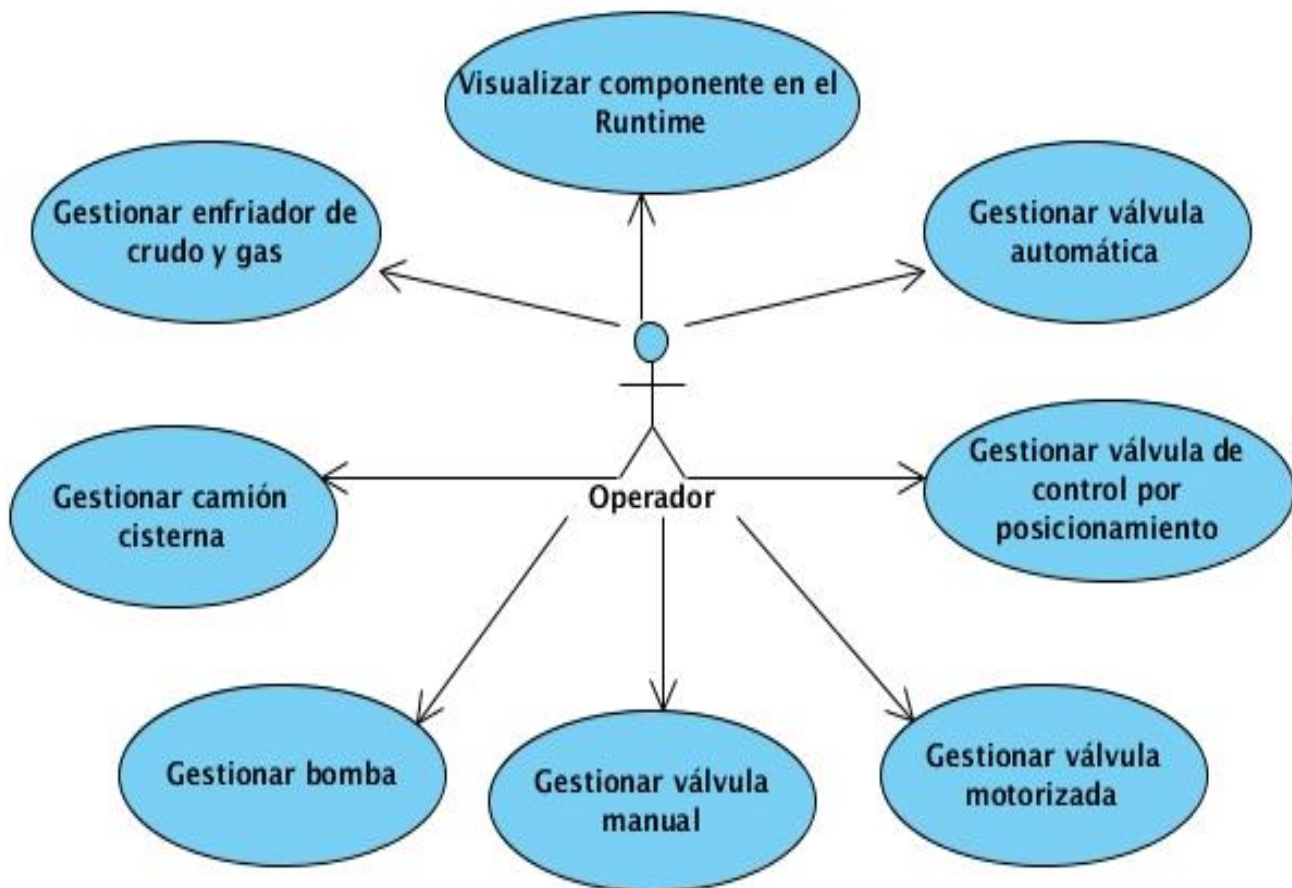 Visualizar componente en el
Runtime
Gestionar enfriador de
crudo y gas
Gestionar válvula
automática
Gestionar camión
cisterna
Operador
Gestionar válvula de
control por
posicionamiento
Gestionar bomba
Gestionar válvula
manual
Gestionar válvula
motorizada